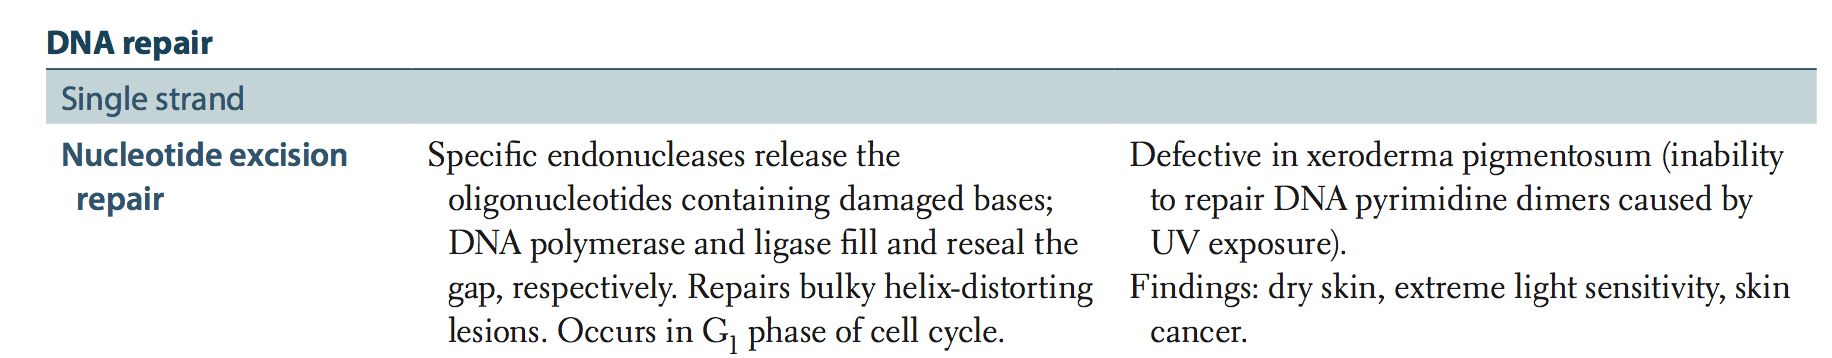 DNA repair
Single strand
Nucleotide excision
repair
Specific endonucleases release the
oligonucleotides containing damaged bases;
DNA polymerase and ligase fill and reseal the
gap, respectively. Repairs bulky helix-distorting
lesions. Occurs in G₁ phase of cell cycle.
Defective in xeroderma pigmentosum (inability
to repair DNA pyrimidine dimers caused by
UV exposure).
Findings: dry skin, extreme light sensitivity, skin
cancer.